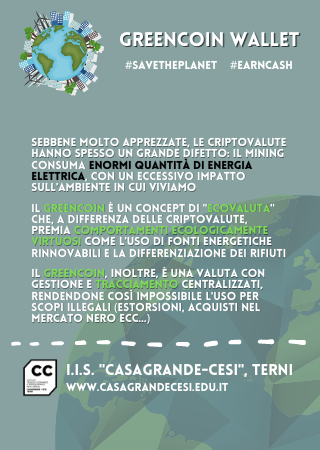 GREENCOIN WALLET
#SAVETHEPLANET #EARNCASH
SEBBENE MOLTO APPREZZATE, LE CRIPTOVALUTE
HANNO SPESSO UN GRANDE DIFETTO: IL MINING
CONSUMA ENORMI QUANTITÀ DI ENERGIA
ELETTRICA, CON UN ECCESSIVO IMPATTO
SULL'AMBIENTE IN CUI VIVIAMO
IL GREENCOIN È UN CONCEPT DI "ECOVALUTA"
CHE, A DIFFERENZA DELLE CRIPTOVALUTE,
PREMIA COMPORTAMENTI ECOLOGICAMENTE
VIRTUOSI COME L'USO DI FONTI ENERGETICHE
RINNOVABILI E LA DIFFERENZIAZIONE DEI RIFIUTI
IL GREENCOIN, INOLTRE, È UNA VALUTA CON
GESTIONE E TRACCIAMENTO CENTRALIZZATI,
RENDENDONE COSÌ IMPOSSIBILE L'USO PER
SCOPI ILLEGALI (ESTORSIONI, ACQUISTI NEL
MERCATO NERO ECC...)
CC
I.I.S. "CASAGRANDE-CESI", TERNI
WWW.CASAGRANDECESI.EDU.IT